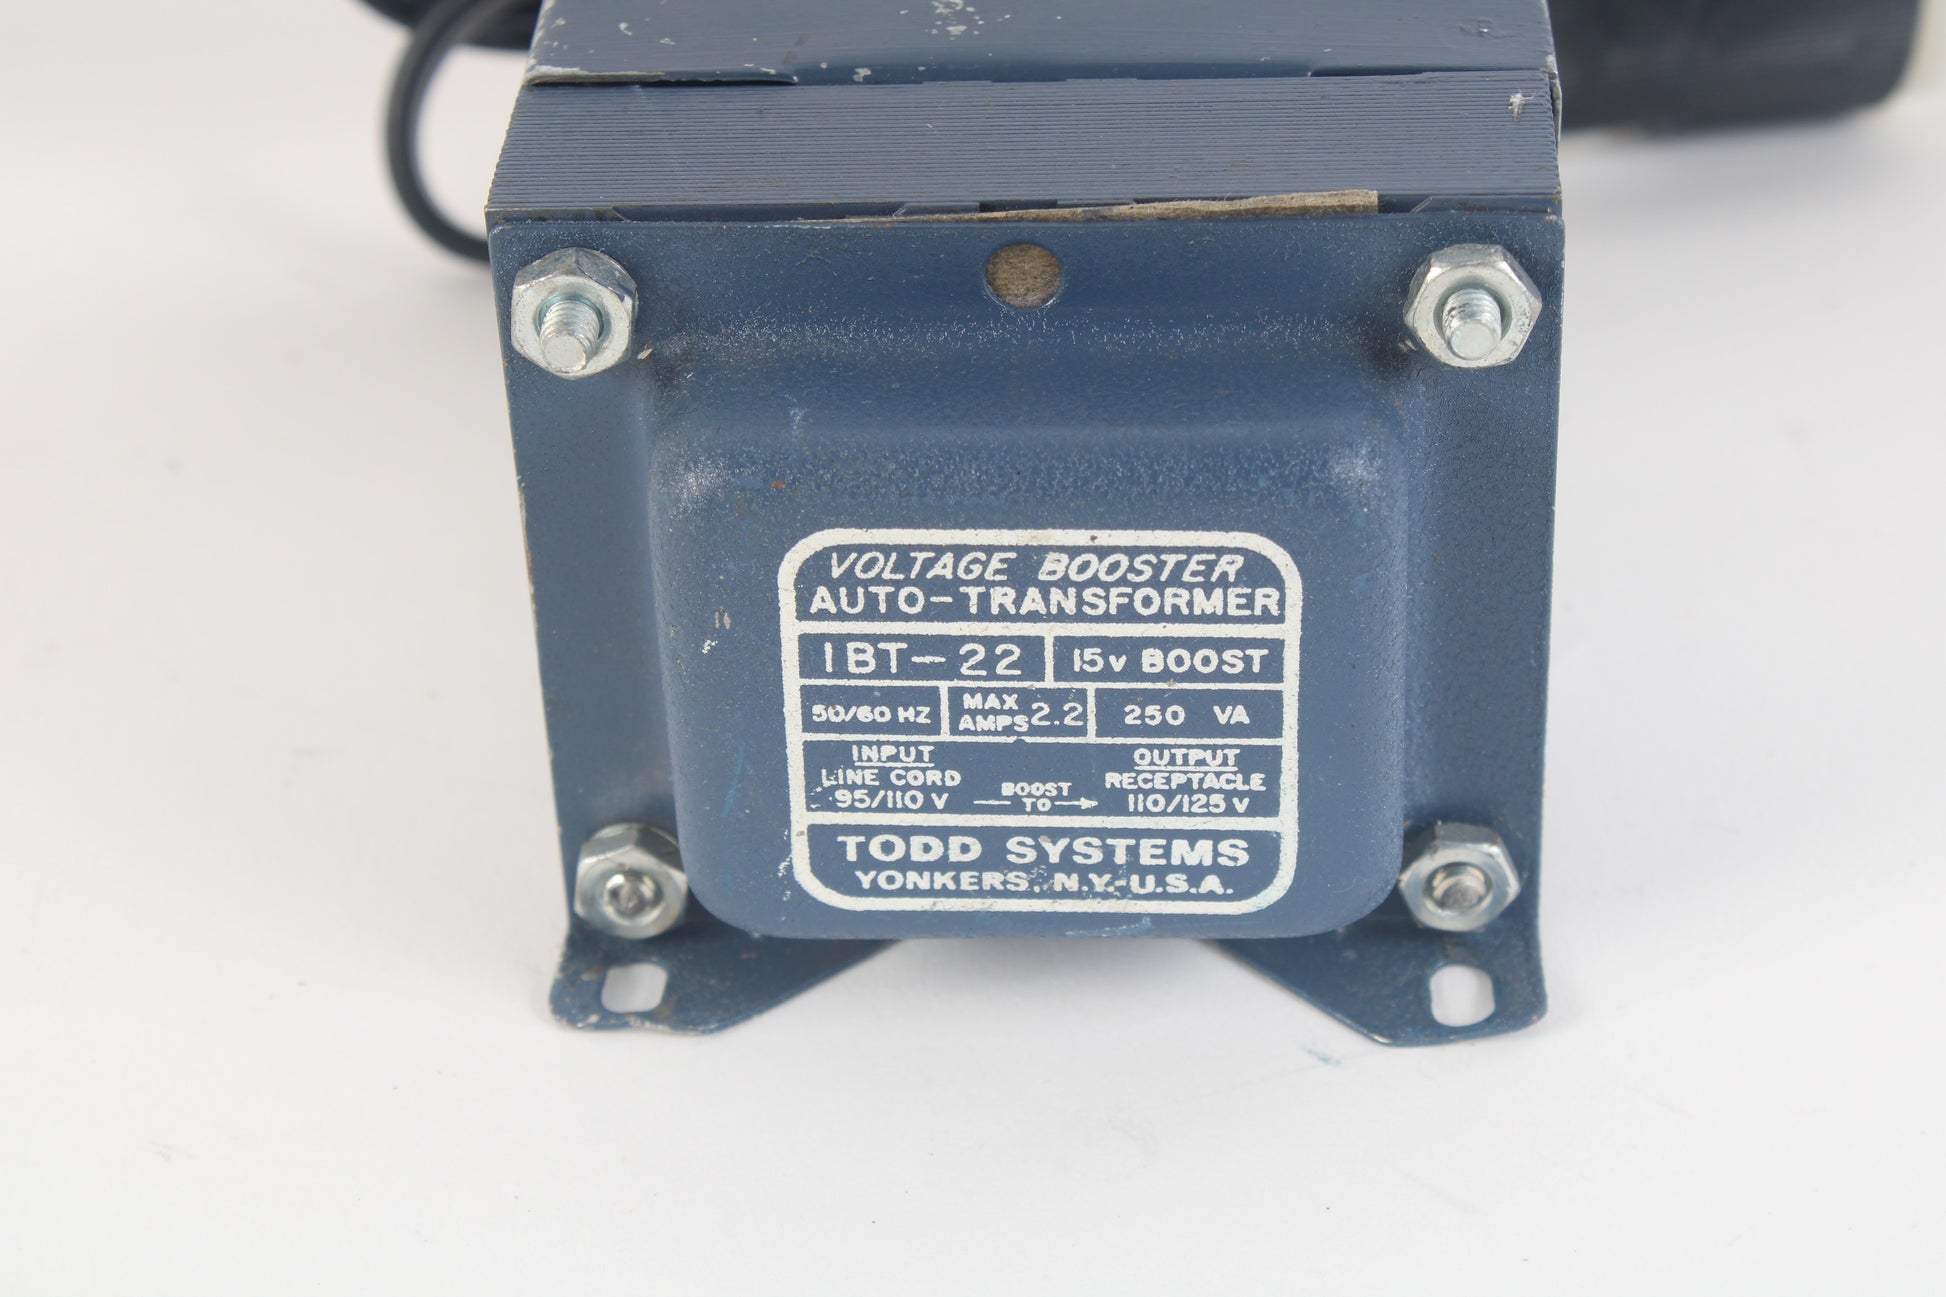 VOLTAGE BOOSTER
AUTO-TRANSFORMER
IBT-22 15V BOOST
50/60 HZ MAX AMPS 2.2 250 VA
INPUT OUTPUT
LINE CORD RECEPTACLE
95/110 V BOOST TO 110/125 V
TODD SYSTEMS
YONKERS, N.Y.-U.S.A.